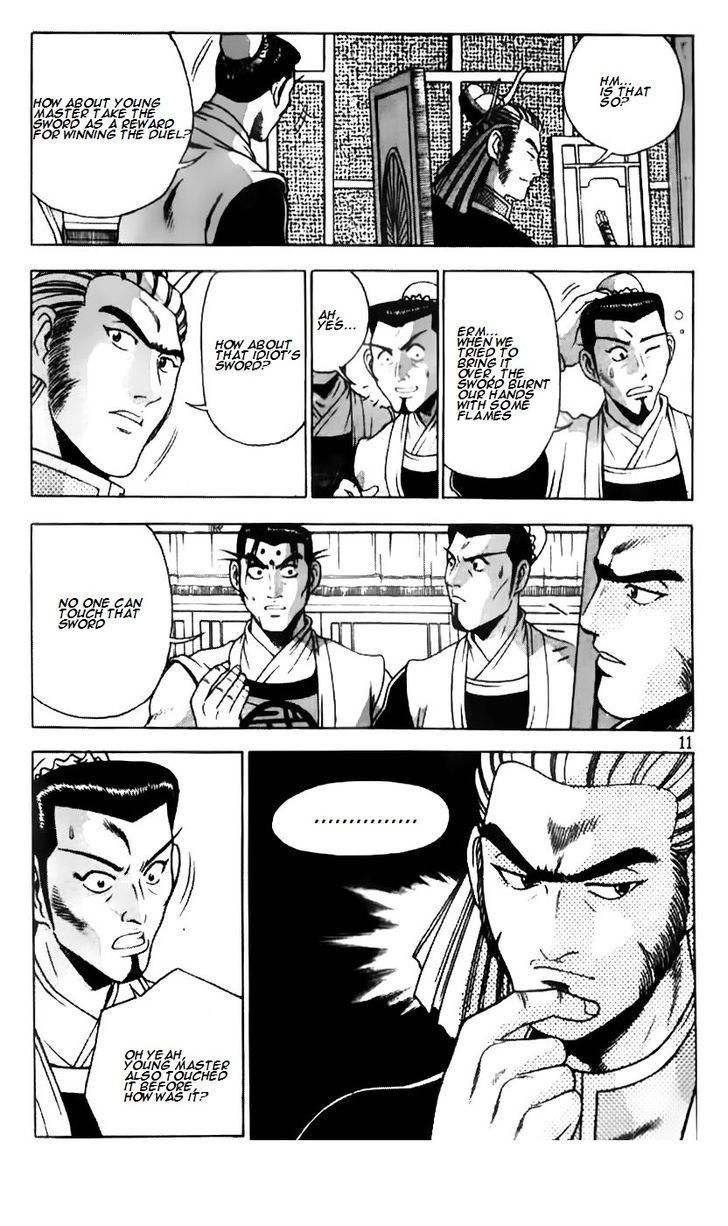 HOW ABOUT YOUNG
MASTER TAKE THE
SWORD AS A REWARD
FOR WINNING THE DUEL?
HM...
IS THAT
SO?
HOW ABOUT
THAT IDIOT'S
SWORD?
AH,
YES...
ERM...
WHEN WE
TRIED TO
BRING IT
OVER, THE
SWORD BURNT
OUR HANDS
WITH SOME
FLAMES
NO ONE CAN
TOUCH THAT
SWORD
11
OH YEAH,
YOUNG MASTER
ALSO TOUCHED
IT BEFORE,
HOW WAS IT?
...............